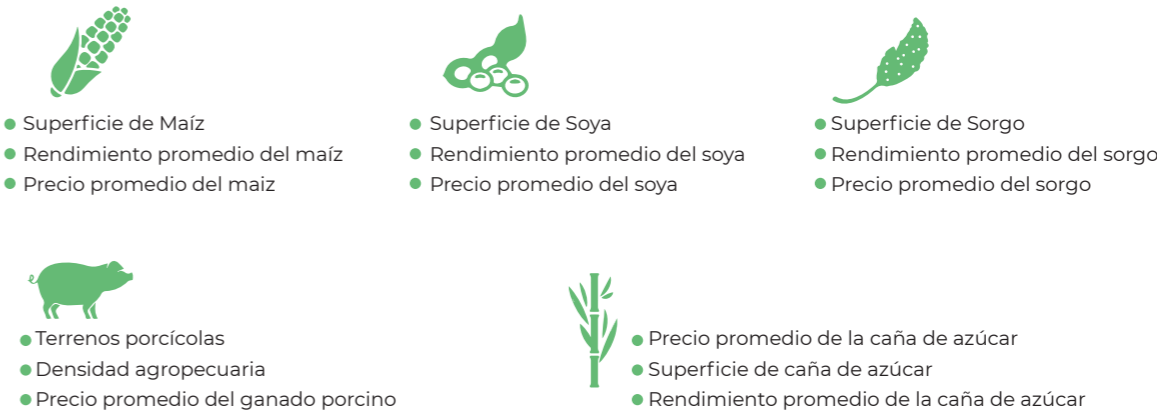 Superficie de Maíz
Rendimiento promedio del maíz
Precio promedio del maiz
Superficie de Soya
Rendimiento promedio del soya
Precio promedio del soya
Superficie de Sorgo
Rendimiento promedio del sorgo
Precio promedio del sorgo
Terrenos porcícolas
Densidad agropecuaria
Precio promedio del ganado porcino
Precio promedio de la caña de azúcar
Superficie de caña de azúcar
Rendimiento promedio de la caña de azúcar